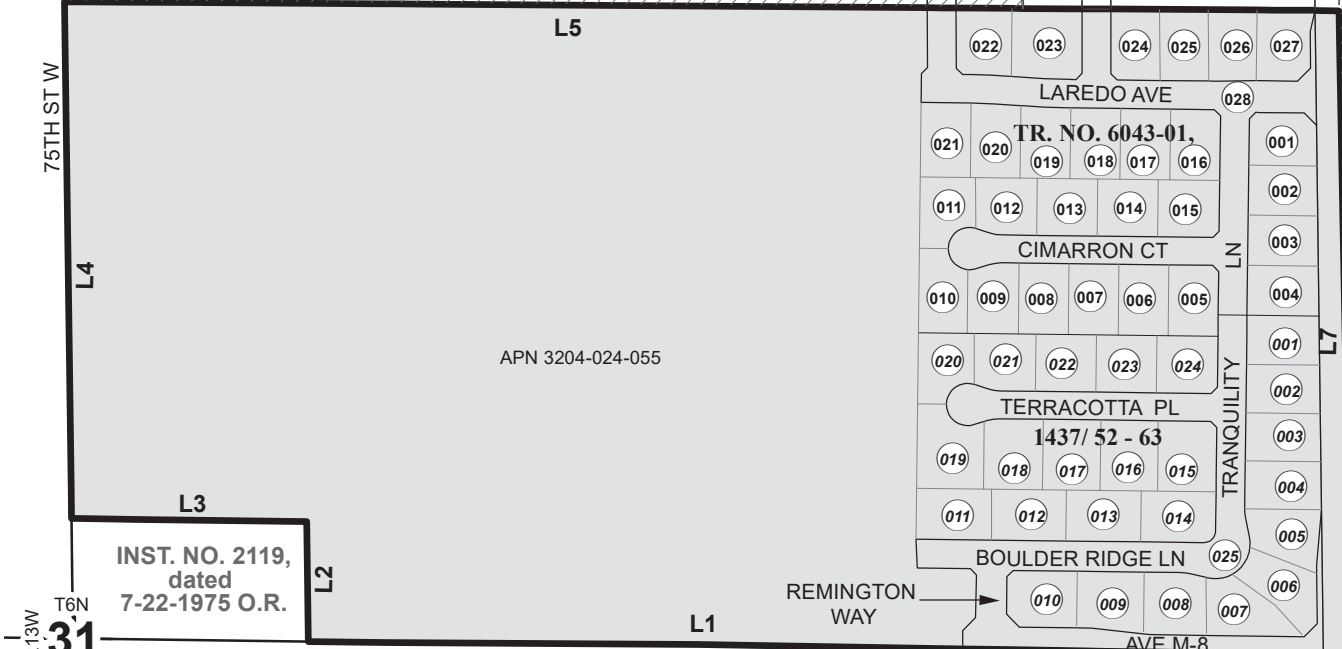 L5
022 023 024 025 026 027
75TH ST W
LAREDO AVE
028
TR. NO. 6043-01,
021 020 019 018 017 016
001
002
011 012 013 014 015
003
CIMARRON CT
LN
L4
010 009 008 007 006 005
004
001
L7
APN 3204-024-055
020 021 022 023 024
002
TERRACOTTA PL
TRANQUILITY
1437/ 52 - 63
003
019 018 017 016 015
004
L3
011 012 013 014
005
INST. NO. 2119,
dated
7-22-1975 O.R.
L2
BOULDER RIDGE LN
025
006
REMINGTON
WAY
010 009 008 007
T6N
.13W
31
L1
AVE M-8